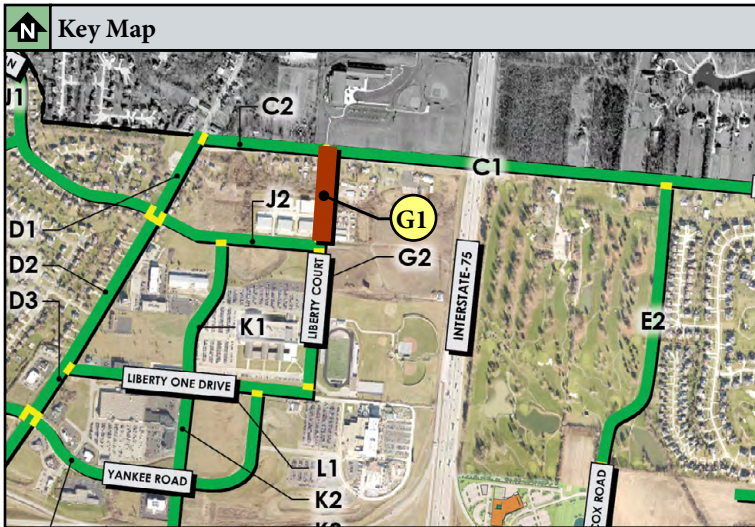 N Key Map
N
J1
C2
C1
J2
G1
D1
D2
G2
D3
LIBERTY COURT
INTERSTATE-75
E2
K1
LIBERTY ONE DRIVE
L1
YANKEE ROAD
K2
COX ROAD